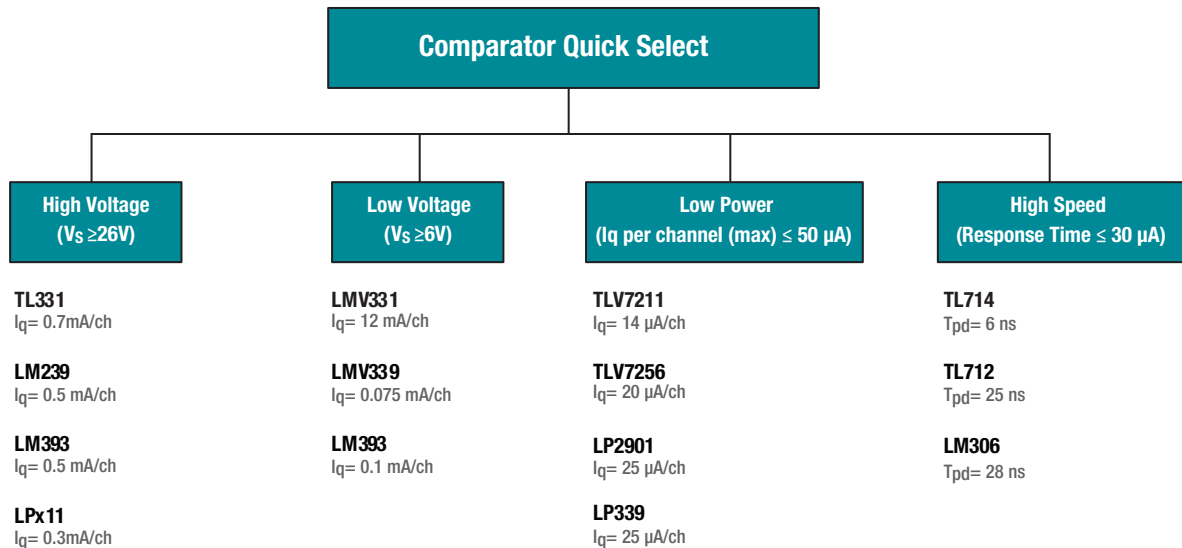 Comparator Quick Select
High Voltage
(VS ≥26V)
TL331
Iq= 0.7mA/ch
LM239
Iq= 0.5 mA/ch
LM393
Iq= 0.5 mA/ch
LPx11
Iq= 0.3mA/ch
Low Voltage
(VS ≥6V)
LMV331
Iq= 12 mA/ch
LMV339
Iq= 0.075 mA/ch
LM393
Iq= 0.1 mA/ch
Low Power
(Iq per channel (max) ≤ 50 µA)
TLV7211
Iq= 14 µA/ch
TLV7256
Iq= 20 µA/ch
LP2901
Iq= 25 µA/ch
LP339
Iq= 25 µA/ch
High Speed
(Response Time ≤ 30 µA)
TL714
Tpd= 6 ns
TL712
Tpd= 25 ns
LM306
Tpd= 28 ns